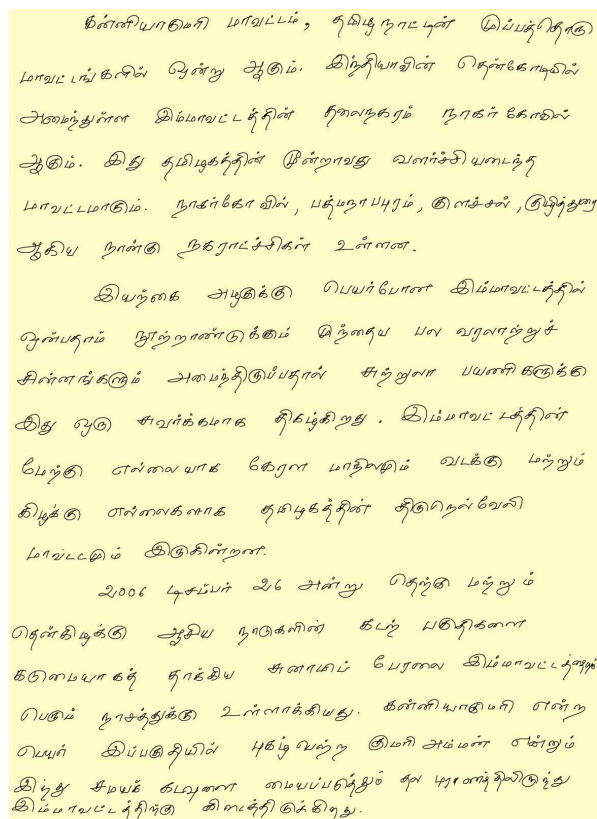 கன்னியாகுமரி மாவட்டம், தமிழ்நாட்டின் முப்பத்தொரு
மாவட்டங்களில் ஒன்று ஆகும். இந்தியாவின் தென்கோடியில்
அமைந்துள்ள இம்மாவட்டத்தின் தலைநகரம் நாகர்கோவில்
ஆகும். இது தமிழகத்தின் மூன்றாவது வளர்ச்சியடைந்த
மாவட்டமாகும். நாகர்கோவில், பத்மநாபபுரம், குளச்சல், குழித்துறை
ஆகிய நான்கு நகராட்ச்சிகள் உள்ளன.
இயற்கை அழகுக்கு பெயர்போன இம்மாவட்டத்தில்
ஒன்பதாம் நூற்றாண்டுக்கும் முந்தைய பல வரலாற்றுச்
சின்னங்களும் அமைந்திருப்பதால் சுற்றுலா பயணிகளுக்கு
இது ஒரு சுவர்க்கமாக திகழ்கிறது. இம்மாவட்டத்தின்
மேற்கு எல்லையாக கேரள மாநிலமும் வடக்கு மற்றும்
கிழக்கு எல்லைகளாக தமிழகத்தின் திருநெல்வேலி
மாவட்டமும் இருகின்றன.
2006 டிசம்பர் 26 அன்று தெற்கு மற்றும்
தென்கிழக்கு ஆசிய நாடுகளின் கடற் பகுதிகளை
கடுமையாகத் தாக்கிய சுனாமிப் பேரலை இம்மாவட்டத்தையும்
பெரும் நாசத்துக்கு உள்ளாக்கியது. கன்னியாகுமரி என்ற
பெயர் இப்பகுதியில் புகழ்பெற்ற குமரி அம்மன் என்றும்
இந்து சமயக் கடவுளை மையப்படுத்தும் தல புராணத்திலிருந்து
இம்மாவட்டத்திற்கு கிடைத்திடுக்கிறது.